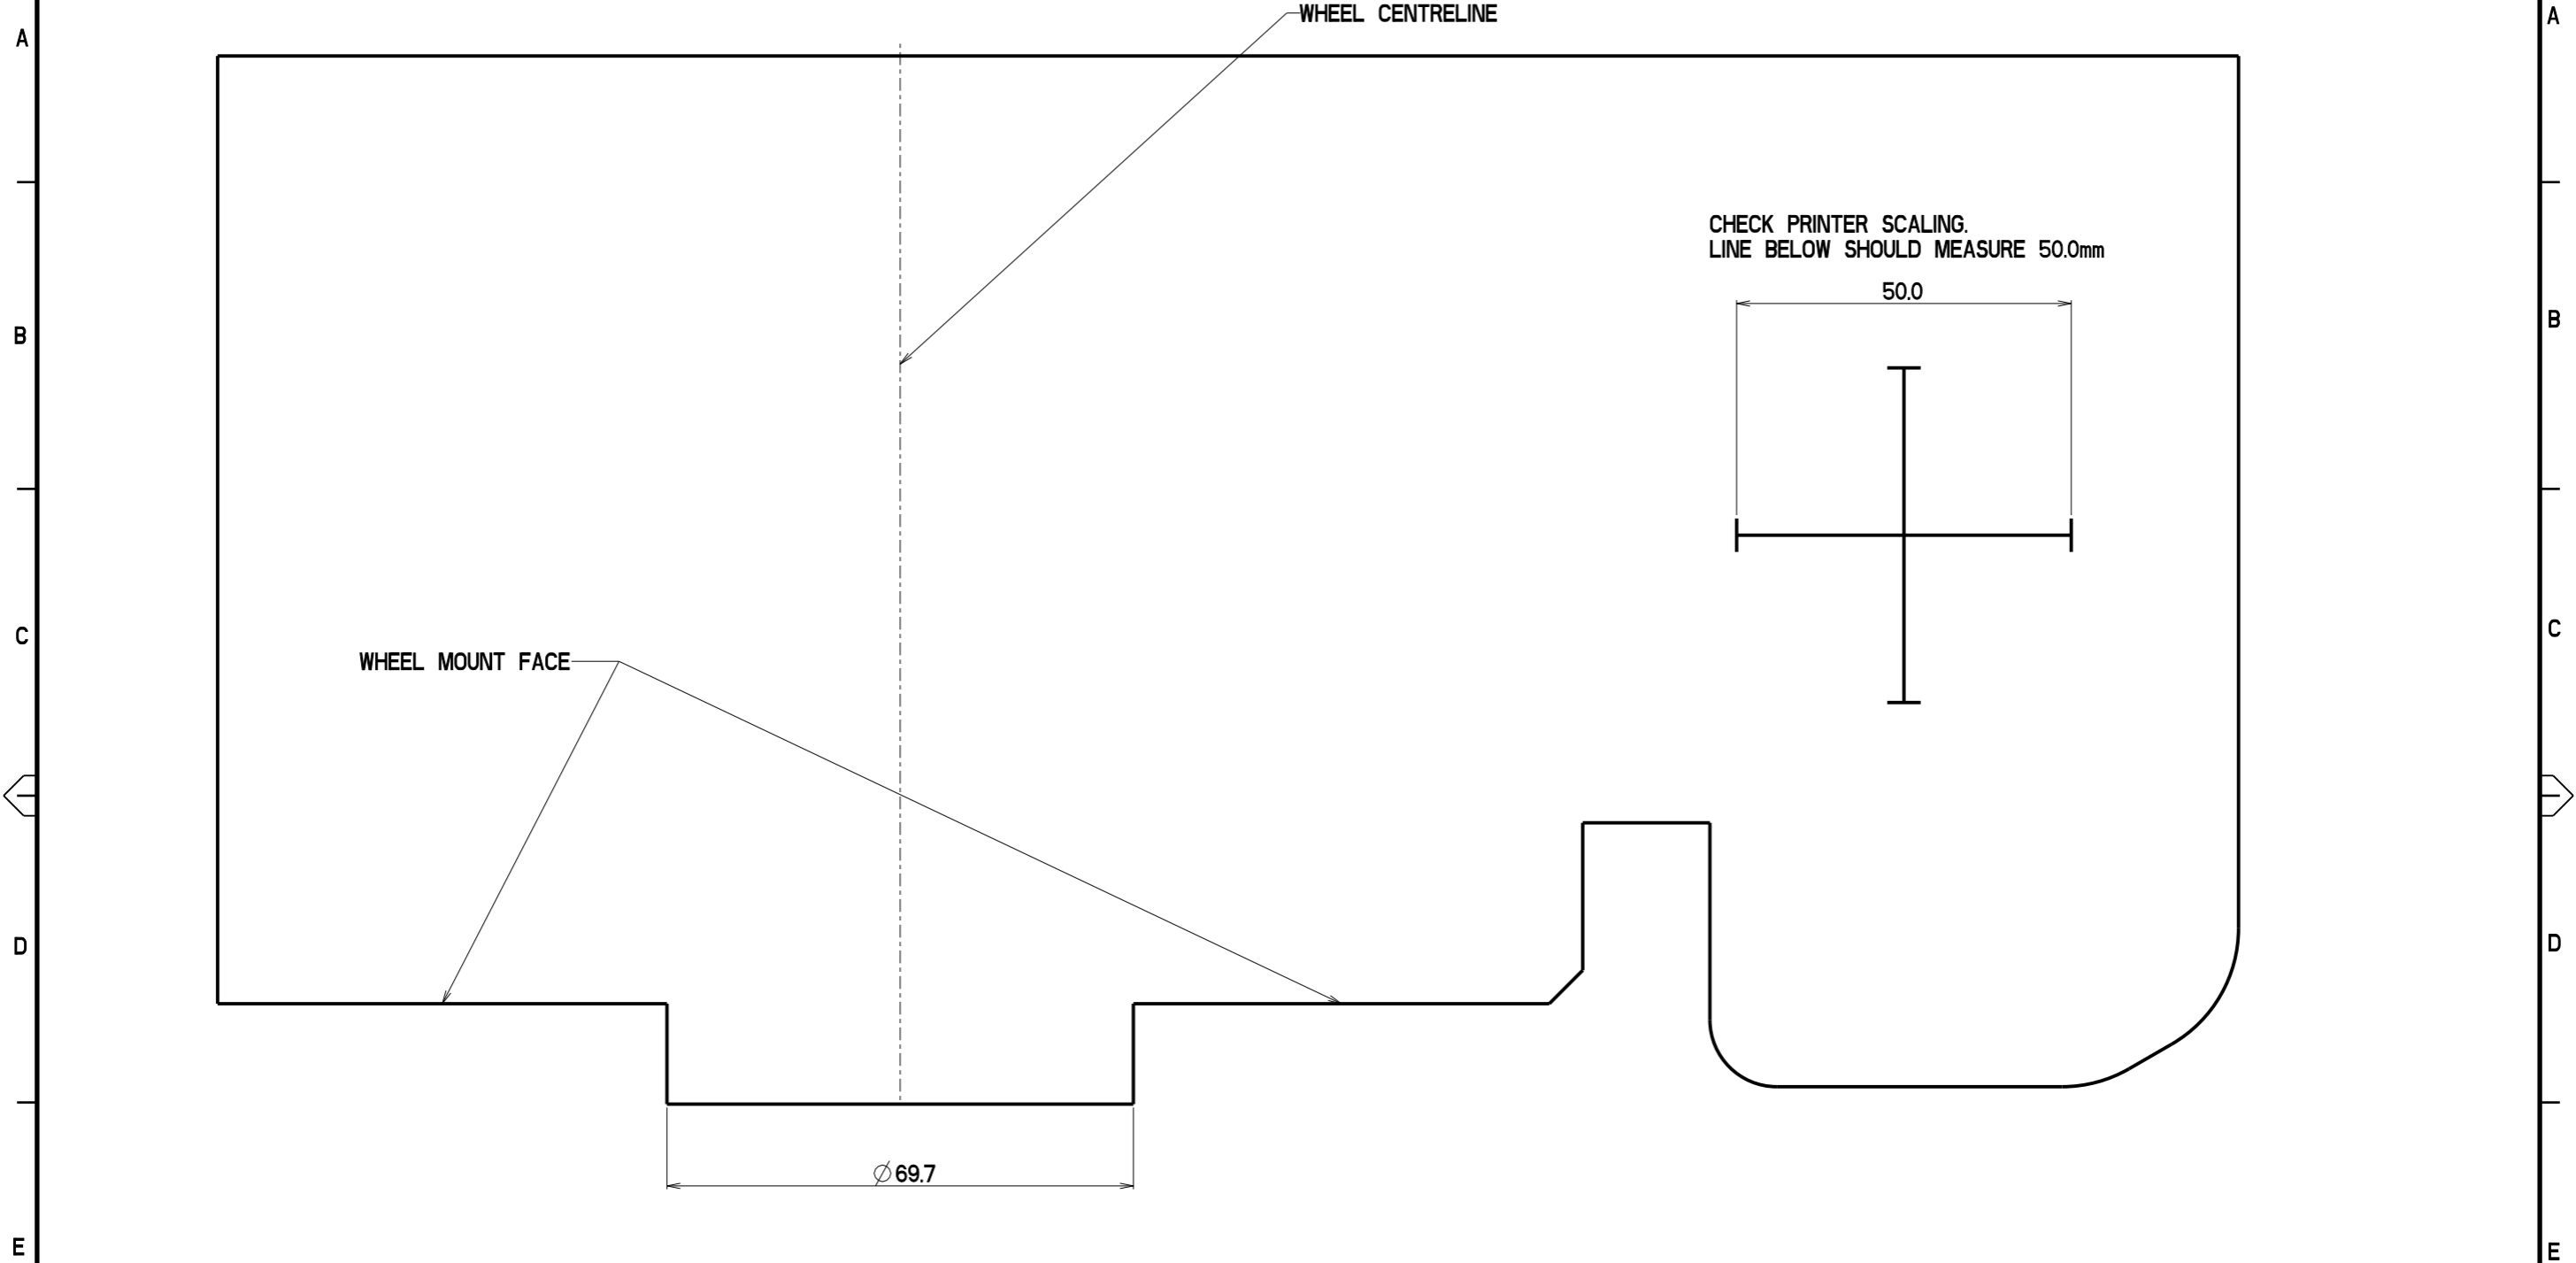 WHEEL CENTRELINE
A
A
CHECK PRINTER SCALING.
LINE BELOW SHOULD MEASURE 50.0mm
50.0
B
B
C
C
WHEEL MOUNT FACE
D
D
⌀69.7
E
E